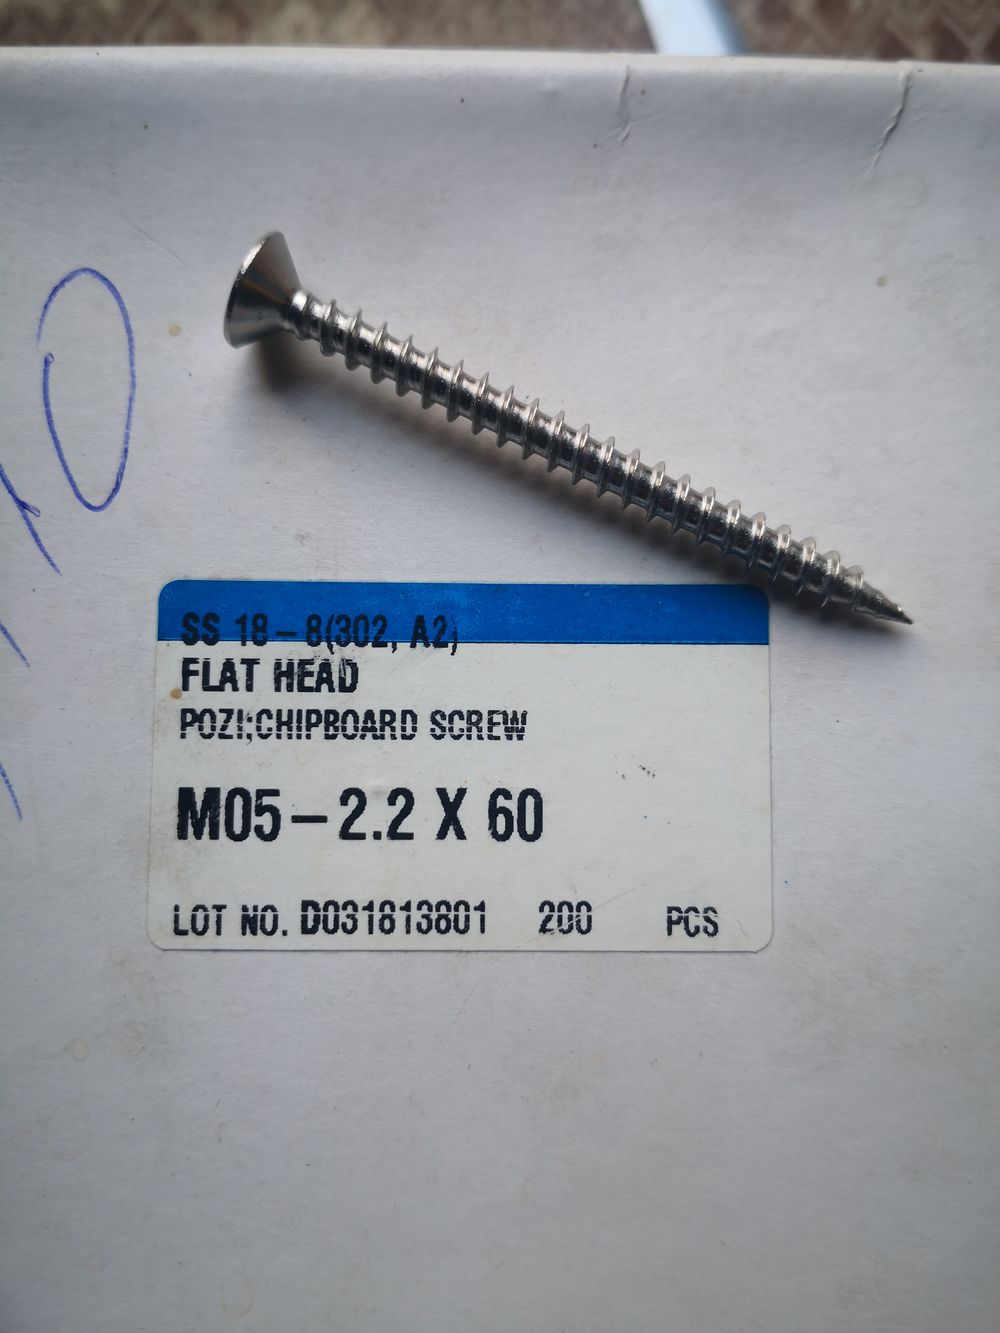 SS 18-8(302, A2)
FLAT HEAD
POZI;CHIPBOARD SCREW
M05-2.2 X 60
LOT NO. D031813801 200 PCS